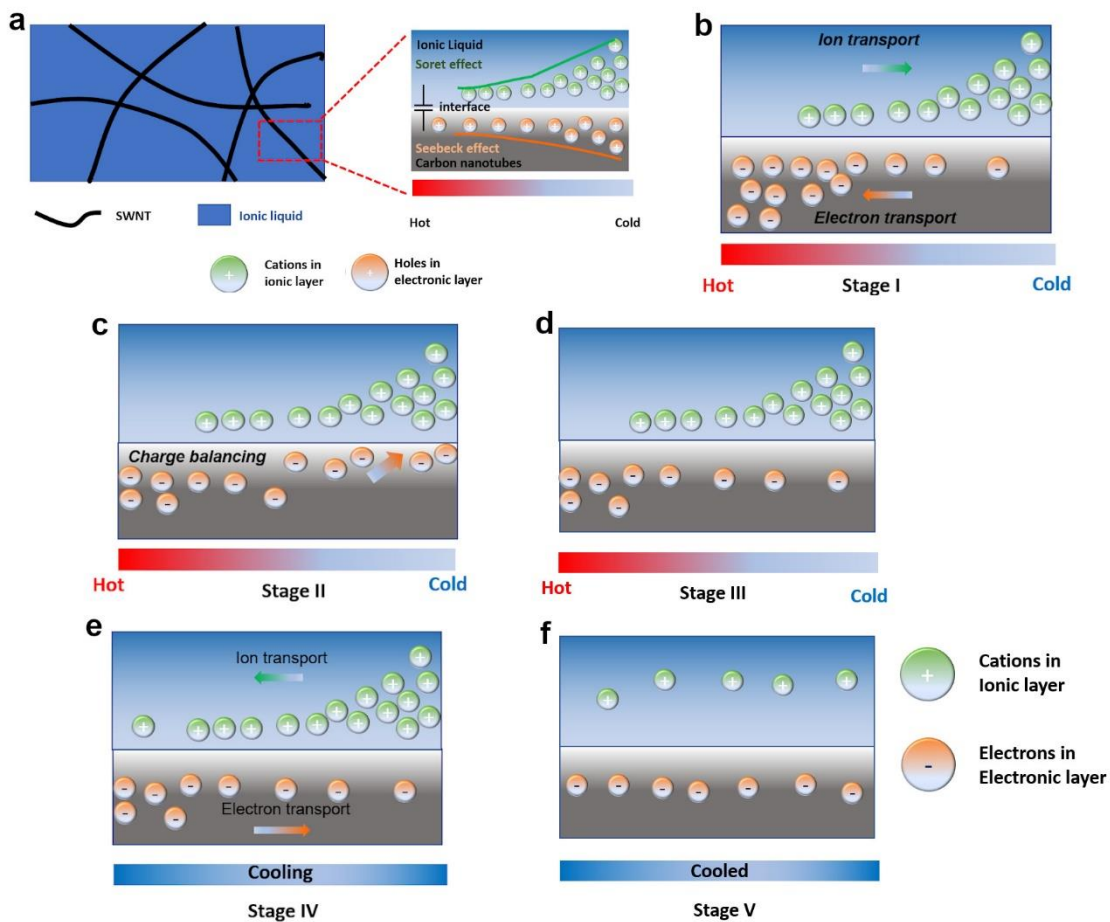 a
Ionic Liquid
Soret effect
interface
Seebeck effect
Carbon nanotubes
Hot
Cold
SWNT
Ionic liquid
+
Cations in
ionic layer
+
Holes in
electronic layer
b
Ion transport
Electron transport
Hot
Stage I
Cold
c
Charge balancing
Hot
Stage II
Cold
d
Hot
Stage III
Cold
e
Ion transport
Electron transport
Cooling
Stage IV
f
Cooled
Stage V
+
Cations in
Ionic layer
-
Electrons in
Electronic layer